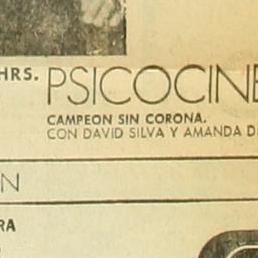 HRS. PSICOCINE
CAMPEON SIN CORONA.
CON DAVID SILVA Y AMANDA D
N
RA